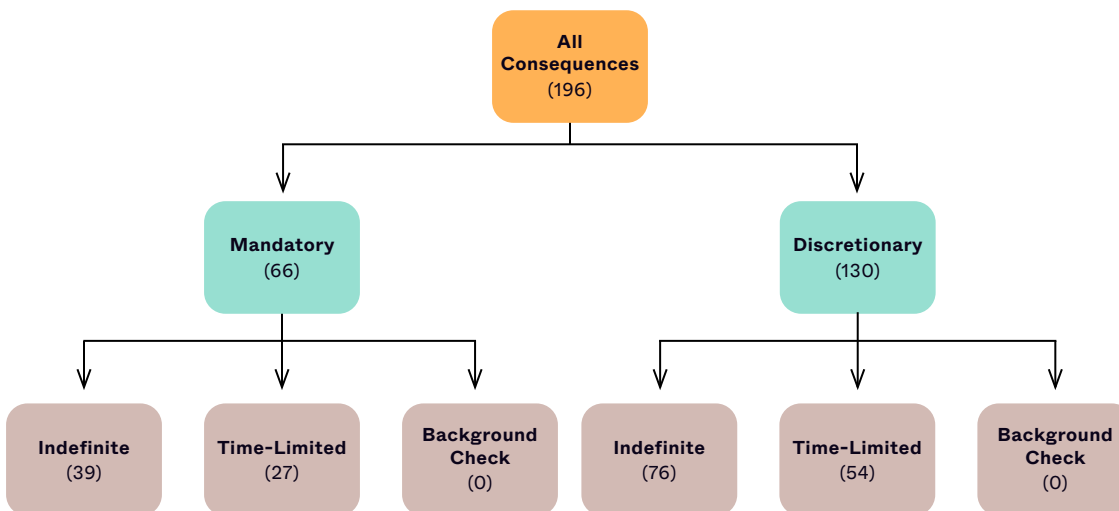 All
Consequences
(196)
Mandatory
(66)
Discretionary
(130)
Indefinite
(39)
Time-Limited
(27)
Background
Check
(0)
Indefinite
(76)
Time-Limited
(54)
Background
Check
(0)